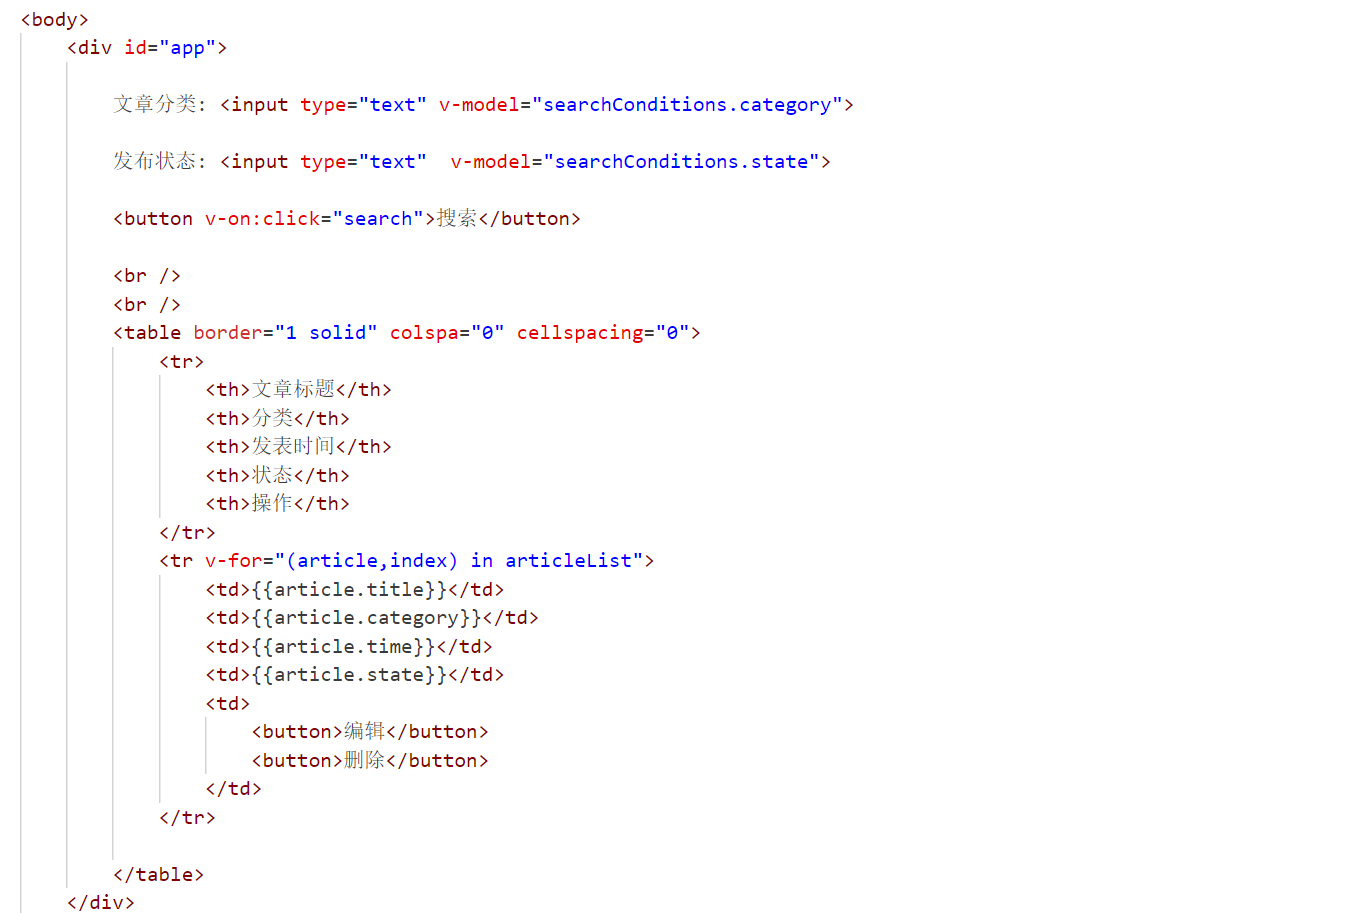 <body>
<div id="app">
文章分类: <input type="text" v-model="searchConditions.category">
发布状态: <input type="text"  v-model="searchConditions.state">
<button v-on:click="search">搜索</button>
<br />
<br />
<table border="1 solid" colspa="0" cellspacing="0">
<tr>
<th>文章标题</th>
<th>分类</th>
<th>发表时间</th>
<th>状态</th>
<th>操作</th>
</tr>
<tr v-for="(article,index) in articleList">
<td>{{article.title}}</td>
<td>{{article.category}}</td>
<td>{{article.time}}</td>
<td>{{article.state}}</td>
<td>
<button>编辑</button>
<button>删除</button>
</td>
</tr>
</table>
</div>